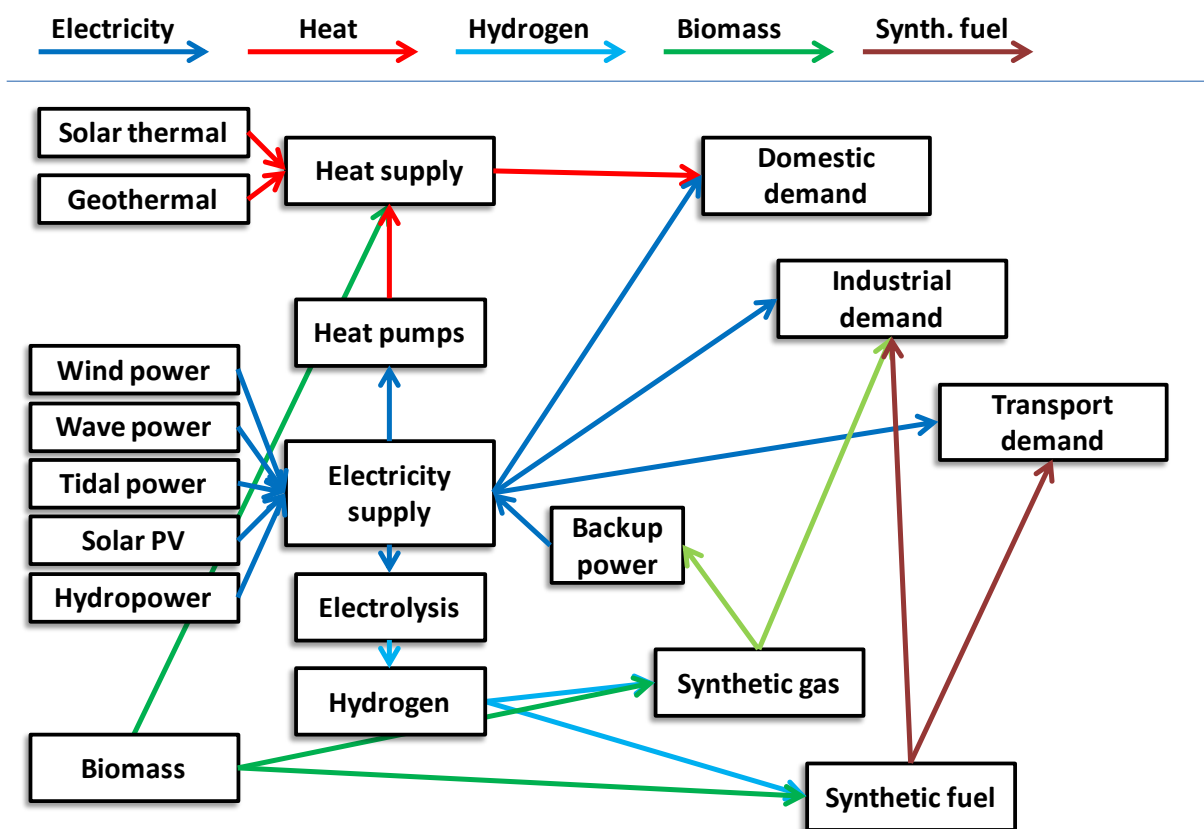 Electricity
Heat
Hydrogen
Biomass
Synth. fuel
Solar thermal
Geothermal
Heat supply
Domestic
demand
Industrial
demand
Heat pumps
Wind power
Wave power
Tidal power
Solar PV
Hydropower
Electricity
supply
Transport
demand
Backup
power
Electrolysis
Hydrogen
Synthetic gas
Biomass
Synthetic fuel